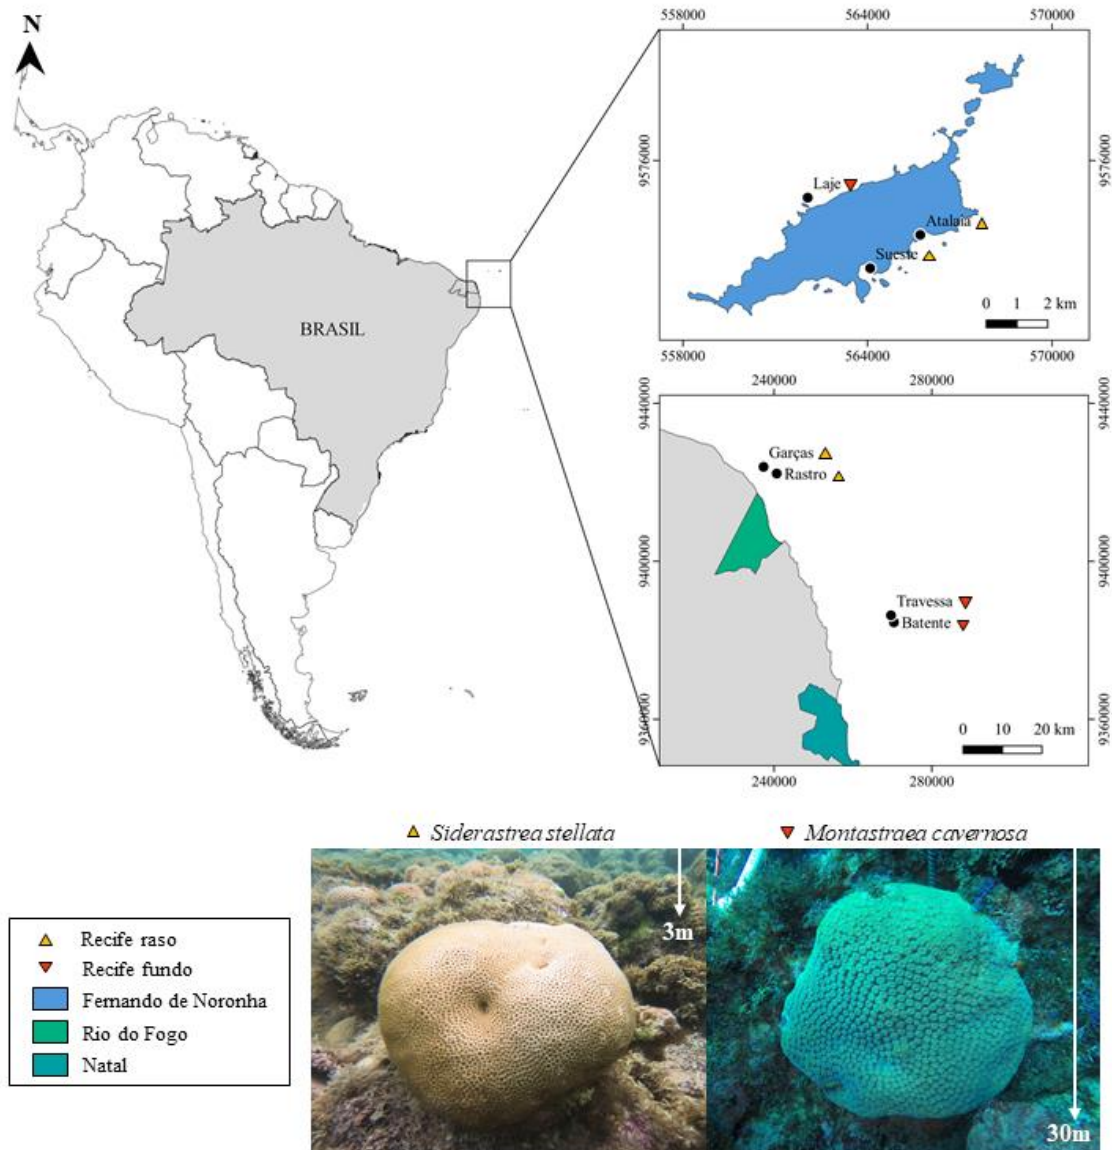 N
BRASIL
558000 564000 570000
9576000 9576000
Laje
Atalaia
Sueste
0 1 2 km
558000 564000 570000
240000 280000
9440000 9440000
Garças
Rastro
9400000 9400000
Travessa
Batente
9360000 9360000
0 10 20 km
240000 280000
Siderastrea stellata
Montastraea cavernosa
3m
30m
Recife raso
Recife fundo
Fernando de Noronha
Rio do Fogo
Natal